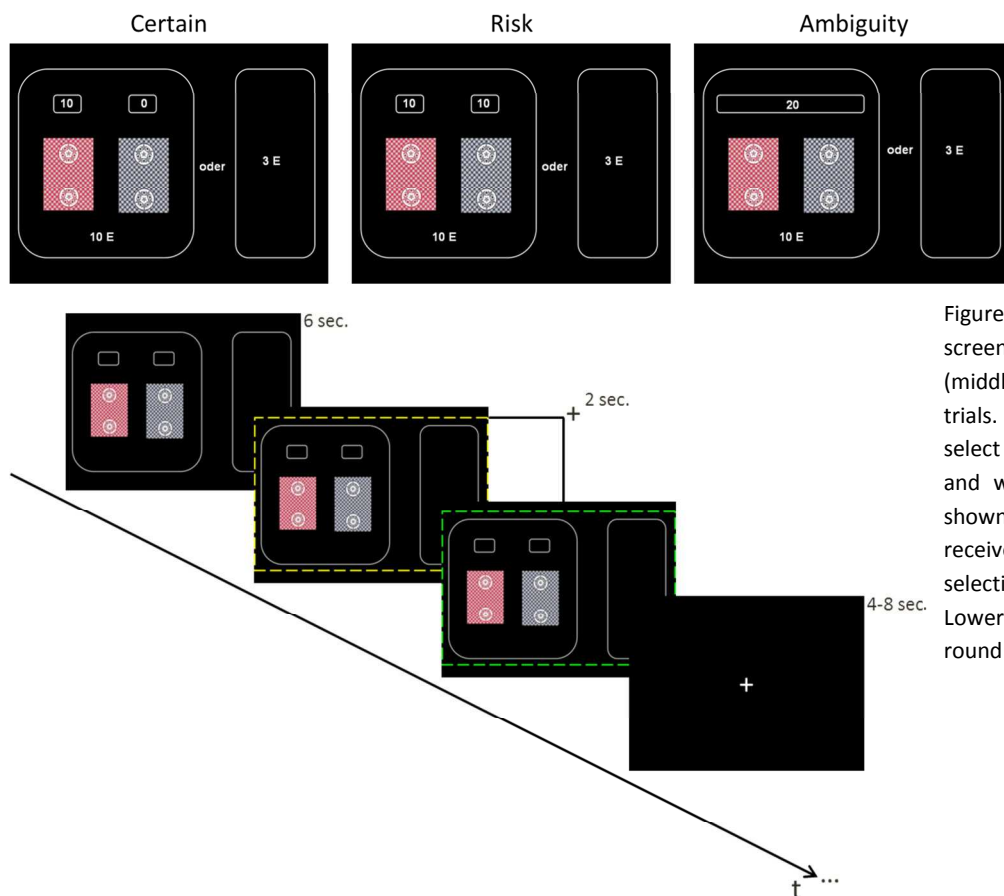 Certain
Risk
Ambiguity
10 0
oder
3 E
10 E
10 10
oder
3 E
10 E
20
oder
3 E
10 E
6 sec.
+ 2 sec.
4-8 sec.
+
t ...
Figure
screen
(middl
trials.
select
and w
shown
receive
selecti
Lower
round